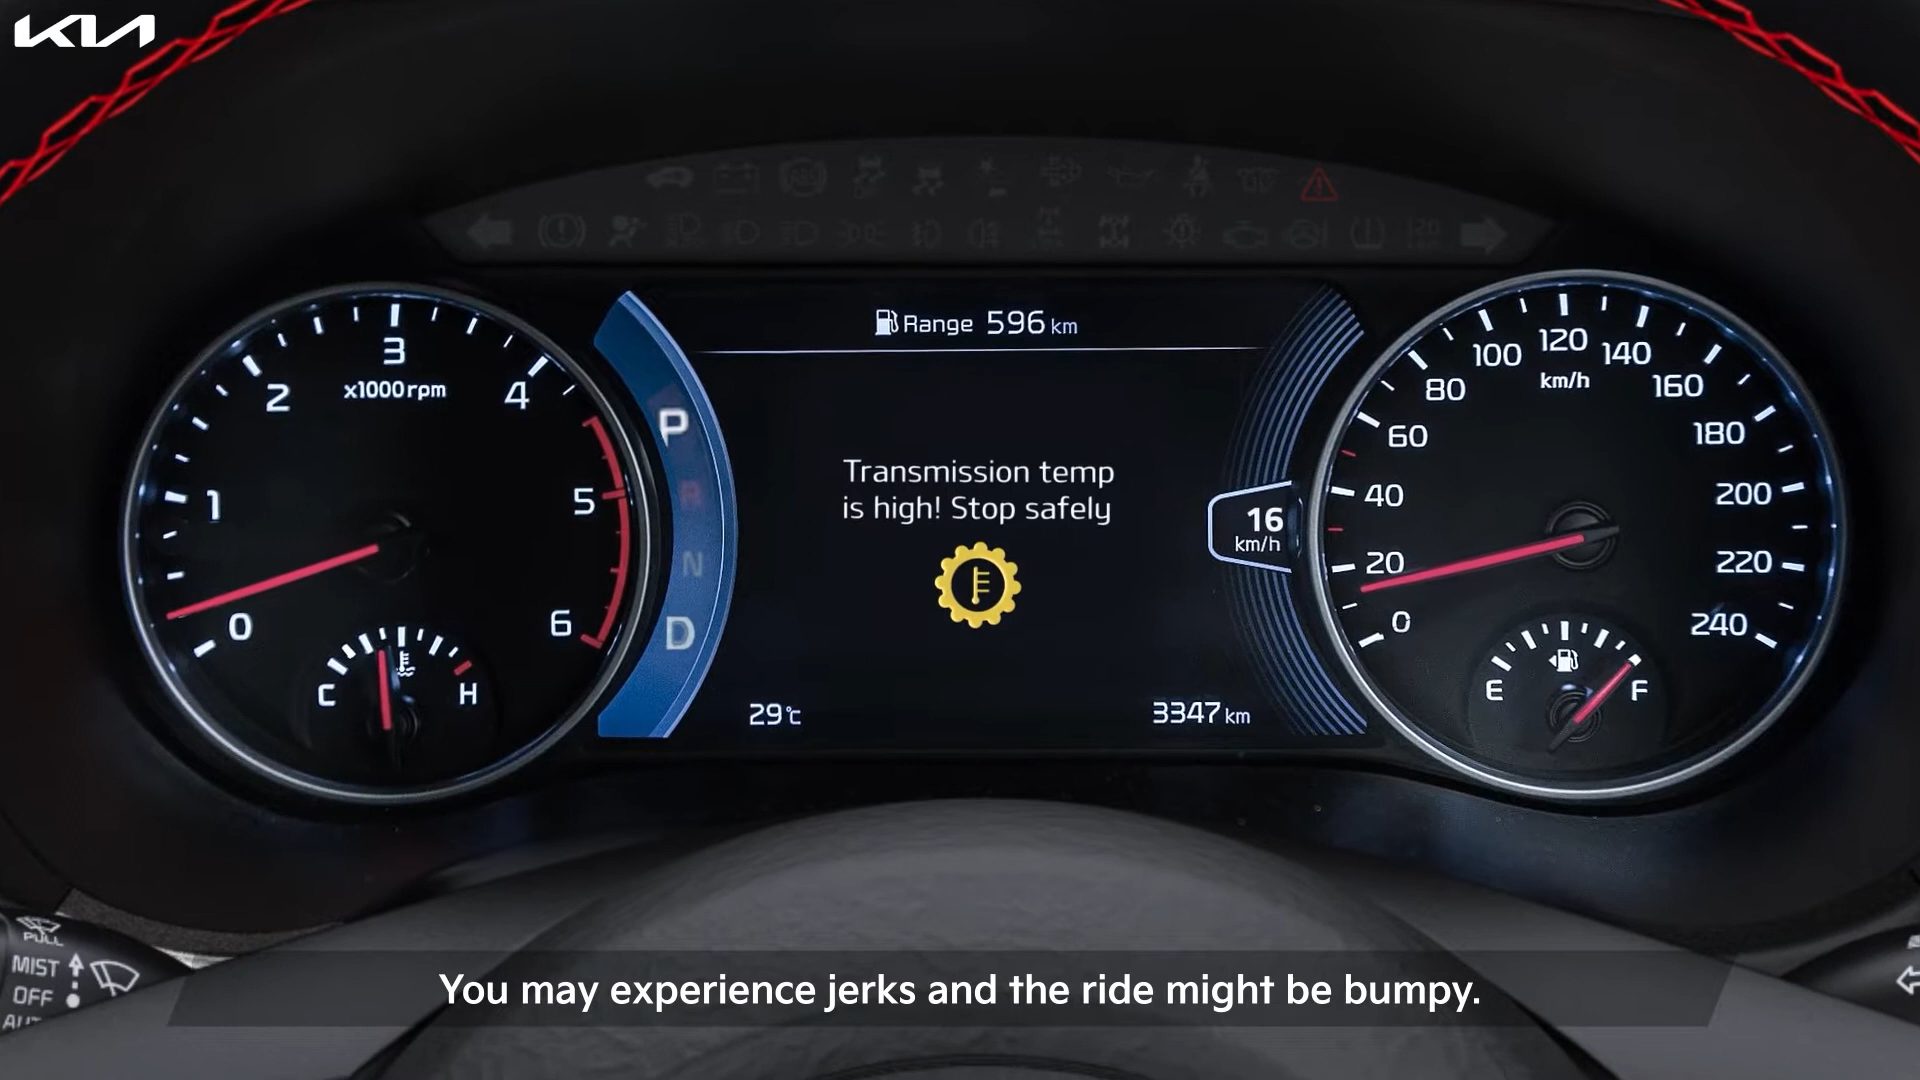 KIA
Range 596 km
3
x1000rpm
2
4
1
5
0
6
C
H
P
R
N
D
Transmission temp
is high! Stop safely
29℃
3347 km
16
km/h
120
100
140
km/h
80
160
60
180
40
200
20
220
0
240
E
F
PULL
MIST
OFF
You may experience jerks and the ride might be bumpy.